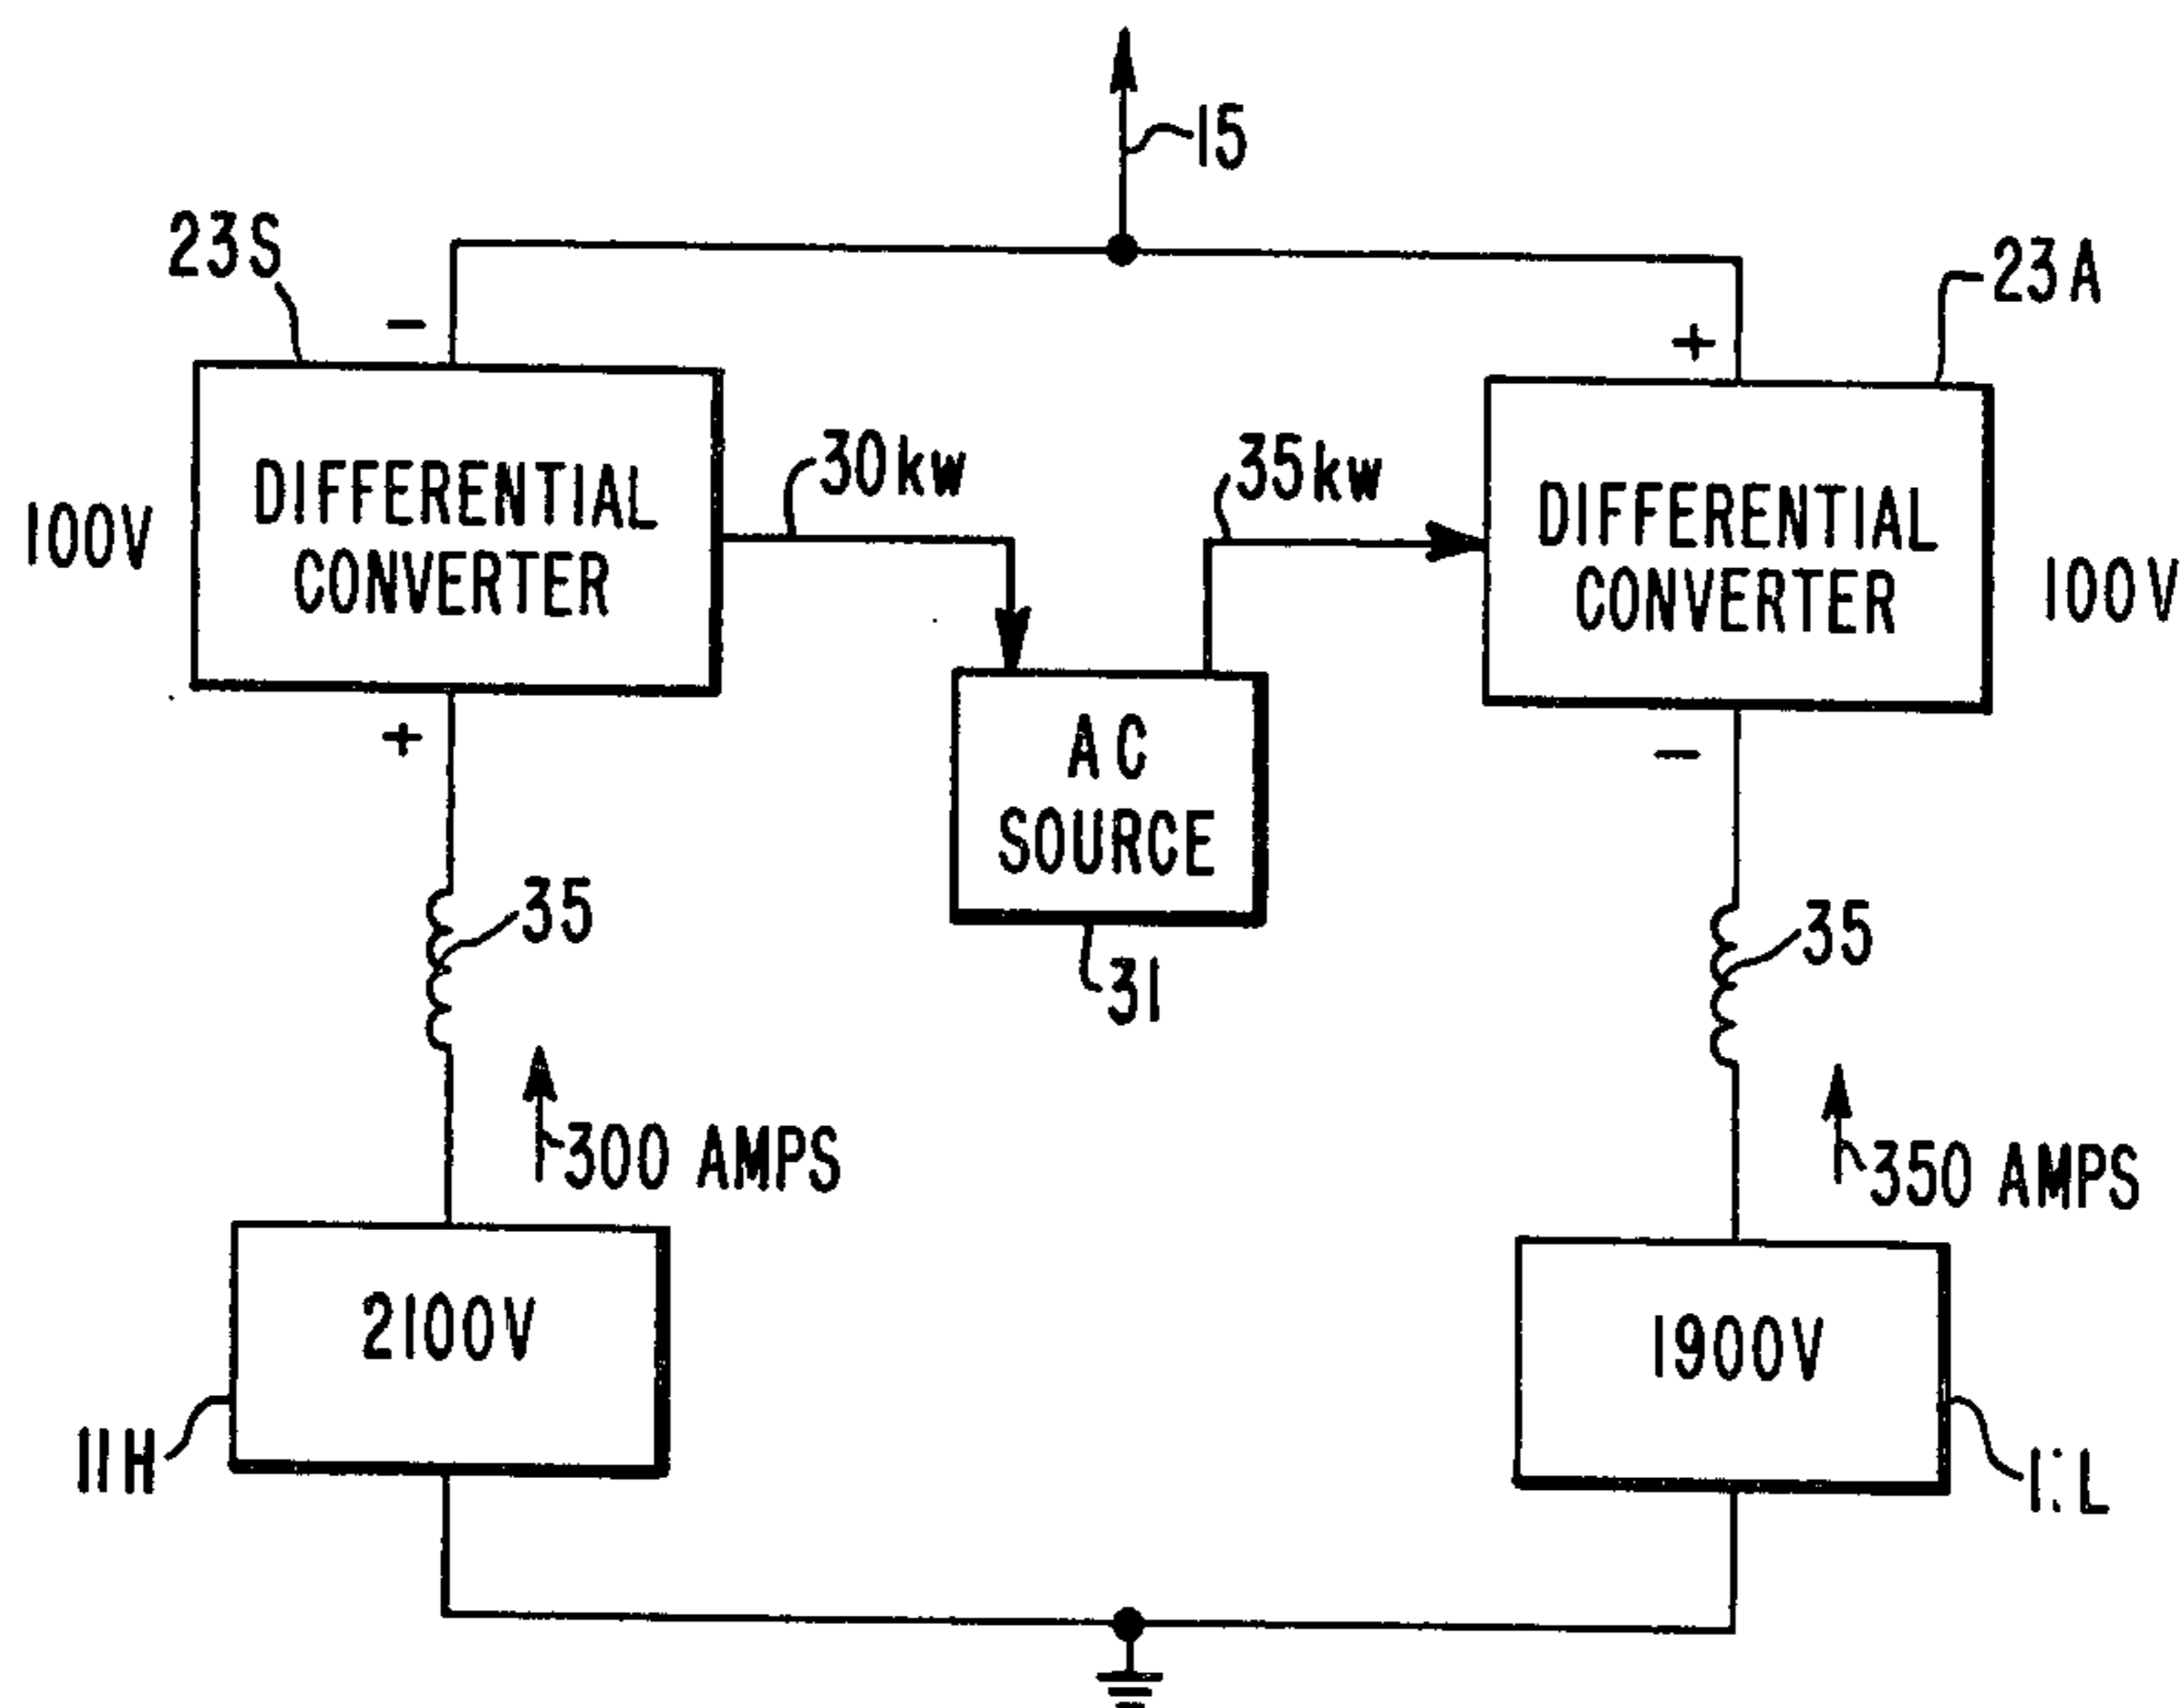 15
23S
23A
-
+
DIFFERENTIAL
CONVERTER
100V
30kw
35kw
DIFFERENTIAL
CONVERTER
100V
+
-
AC
SOURCE
31
35
35
300 AMPS
350 AMPS
2100V
1900V
11H
11L